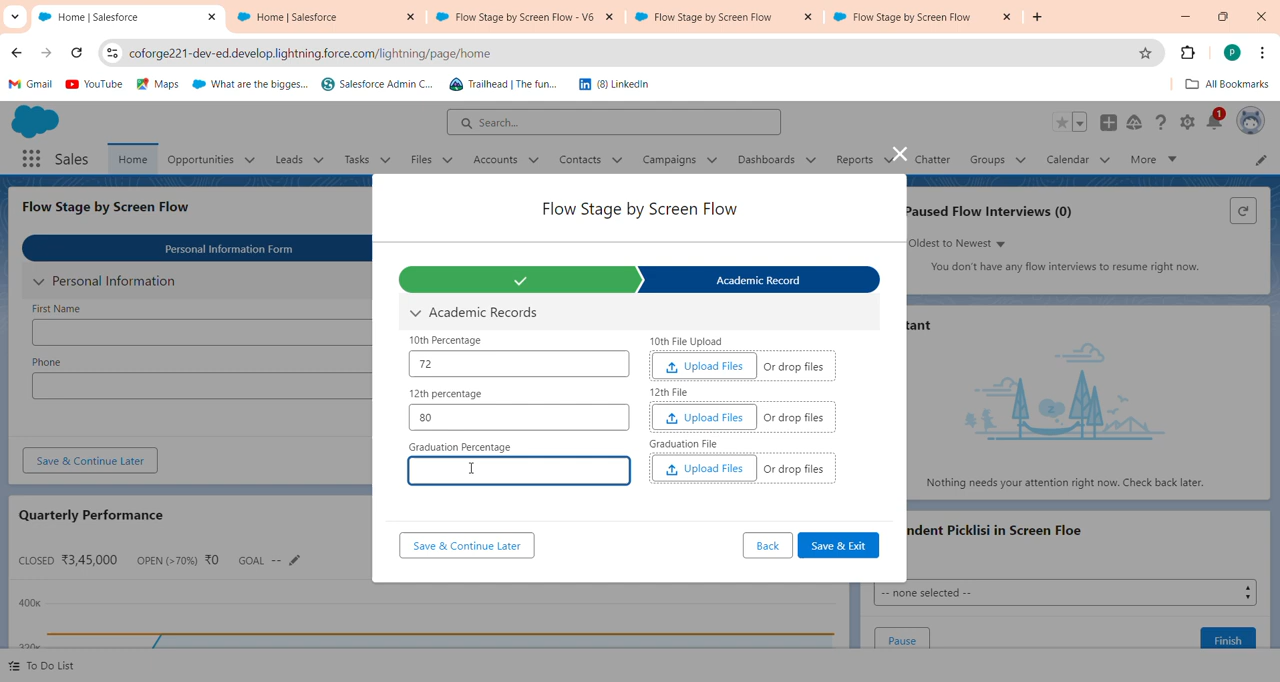 Home | Salesforce
Home | Salesforce
Flow Stage by Screen Flow - V6
Flow Stage by Screen Flow
Flow Stage by Screen Flow
coforge221-dev-ed.develop.lightning.force.com/lightning/page/home
P
Gmail
YouTube
Maps
What are the bigges...
Salesforce Admin C...
Trailhead | The fun...
(8) LinkedIn
All Bookmarks
Search...
1
Sales
Home
Opportunities
Leads
Tasks
Files
Accounts
Contacts
Campaigns
Dashboards
Reports
Chatter
Groups
Calendar
More
Flow Stage by Screen Flow
Personal Information Form
Personal Information
First Name
Phone
Save & Continue Later
Quarterly Performance
CLOSED ₹3,45,000 OPEN (>70%) ₹0 GOAL --
400K
320K
Flow Stage by Screen Flow
Academic Record
Academic Records
10th Percentage
72
10th File Upload
Upload Files Or drop files
12th percentage
80
12th File
Upload Files Or drop files
Graduation Percentage
Graduation File
Upload Files Or drop files
Save & Continue Later
Back
Save & Exit
Paused Flow Interviews (0)
Oldest to Newest
You don't have any flow interviews to resume right now.
tant
Nothing needs your attention right now. Check back later.
ndent Picklisi in Screen Floe
-- none selected --
Pause
Finish
To Do List